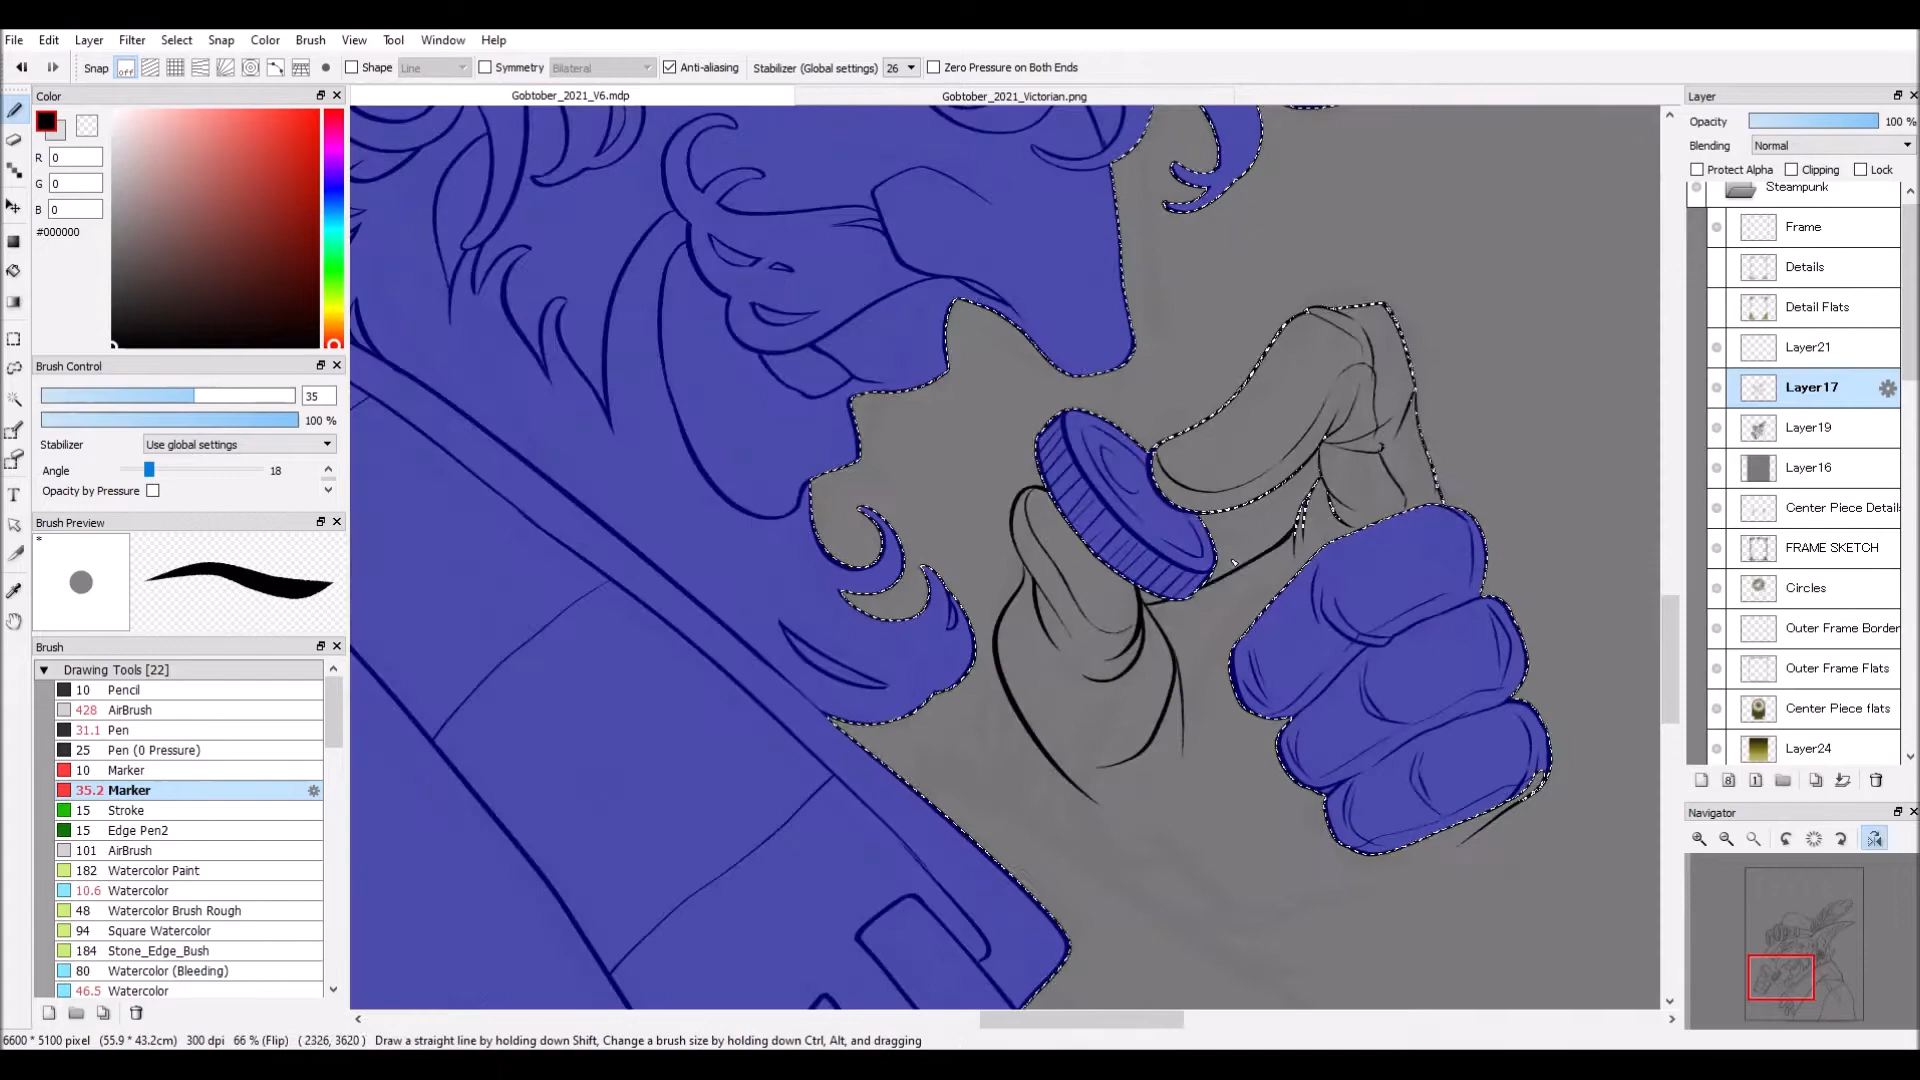 File Edit Layer Filter Select Snap Color Brush View Tool Window Help
Snap off Shape Line Symmetry Bilateral Anti-aliasing Stabilizer (Global settings) 26 Zero Pressure on Both Ends
Color
Gobtober_2021_V6.mdp
Gobtober_2021_Victorian.png
R 0
G 0
B 0
#000000
Brush Control
35
100 %
Stabilizer Use global settings
Angle 18
Opacity by Pressure
Brush Preview
*
Brush
Drawing Tools [22]
10 Pencil
428 AirBrush
31.1 Pen
25 Pen (0 Pressure)
10 Marker
35.2 Marker
15 Stroke
15 Edge Pen2
101 AirBrush
182 Watercolor Paint
10.6 Watercolor
48 Watercolor Brush Rough
94 Square Watercolor
184 Stone_Edge_Bush
80 Watercolor (Bleeding)
46.5 Watercolor
T
Layer
Opacity 100 %
Blending Normal
Protect Alpha Clipping Lock
Steampunk
Frame
Details
Detail Flats
Layer21
Layer17
Layer19
Layer16
Center Piece Detail
FRAME SKETCH
Circles
Outer Frame Border
Outer Frame Flats
Center Piece flats
Layer24
8
1
Navigator
6600 * 5100 pixel (55.9 * 43.2cm) 300 dpi 66 % (Flip) ( 2326, 3620 ) Draw a straight line by holding down Shift, Change a brush size by holding down Ctrl, Alt, and dragging